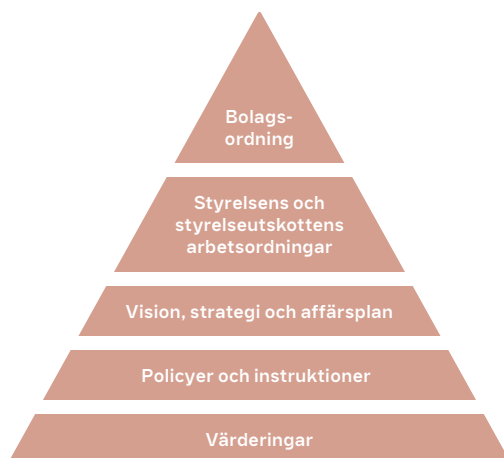 Bolags-
ordning
Styrelsens och
styrelseutskottens
arbetsordningar
Vision, strategi och affärsplan
Policyer och instruktioner
Värderingar